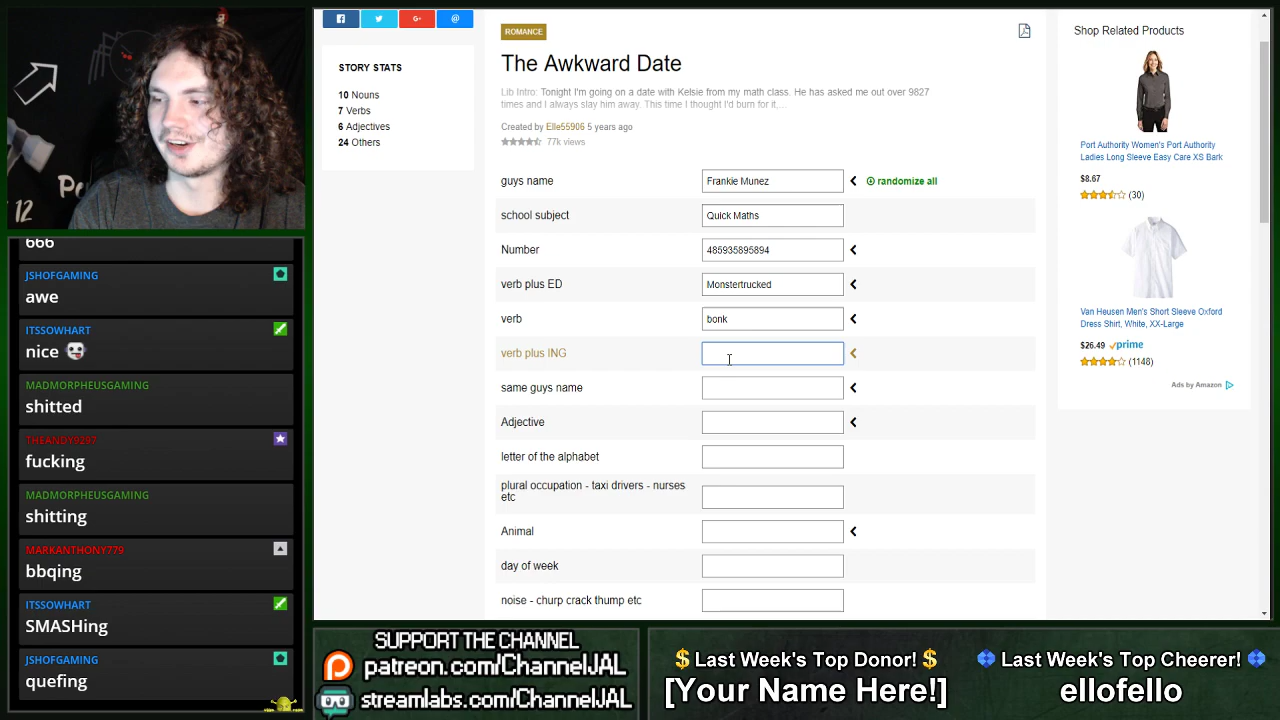 Pe
12
666
JSHOFGAMING
awe
ITSSOWHART
nice
MADMORPHEUSGAMING
shitted
THEANDY9297
fucking
MADMORPHEUSGAMING
shitting
MARKANTHONY779
bbqing
ITSSOWHART
SMASHing
JSHOFGAMING
quefing
STORY STATS
10 Nouns
7 Verbs
6 Adjectives
24 Others
ROMANCE
The Awkward Date
Lib Intro: Tonight I'm going on a date with Kelsie from my math class. He has asked me out over 9827
times and I always slay him away. This time I thought I'd burn for it,...
Created by Elle55906 5 years ago
77k views
guys name Frankie Munez randomize all
school subject Quick Maths
Number 485935895894
verb plus ED Monstertrucked
verb bonk
verb plus ING
same guys name
Adjective
letter of the alphabet
plural occupation - taxi drivers - nurses
etc
Animal
day of week
noise - churp crack thump etc
Shop Related Products
Port Authority Women's Port Authority
Ladies Long Sleeve Easy Care XS Bark
$8.67
(30)
Van Heusen Men's Short Sleeve Oxford
Dress Shirt, White, XX-Large
$26.49 prime
(1148)
Ads by Amazon
SUPPORT THE CHANNEL
patreon.com/ChannelJAL
streamlabs.com/ChannelJAL
$ Last Week's Top Donor! $
[Your Name Here!]
Last Week's Top Cheerer!
ellofello